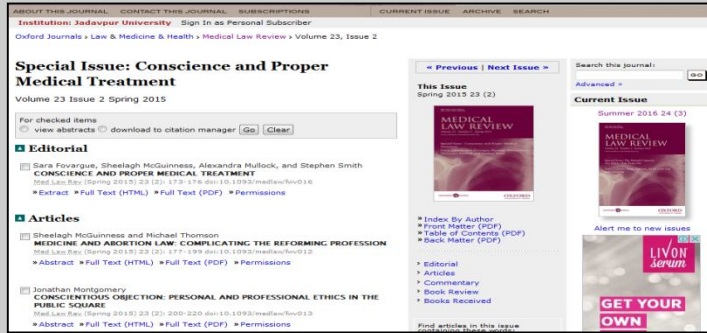 ABOUT THIS JOURNAL CONTACT THIS JOURNAL SUBSCRIPTIONS CURRENT ISSUE ARCHIVE SEARCH
Institution: Jadavpur University Sign In as Personal Subscriber
Oxford Journals › Law & Medicine & Health › Medical Law Review › Volume 23, Issue 2
Special Issue: Conscience and Proper
Medical Treatment
Volume 23 Issue 2 Spring 2015
For checked items
view abstracts download to citation manager Go Clear
Editorial
Sara Fovargue, Sheelagh McGuinness, Alexandra Mullock, and Stephen Smith
CONSCIENCE AND PROPER MEDICAL TREATMENT
Med Law Rev (Spring 2015) 23 (2): 173-176 doi:10.1093/medlaw/fwv016
» Extract » Full Text (HTML) » Full Text (PDF) » Permissions
Articles
Sheelagh McGuinness and Michael Thomson
MEDICINE AND ABORTION LAW: COMPLICATING THE REFORMING PROFESSION
Med Law Rev (Spring 2015) 23 (2): 177-199 doi:10.1093/medlaw/fwv012
» Abstract » Full Text (HTML) » Full Text (PDF) » Permissions
Jonathan Montgomery
CONSCIENTIOUS OBJECTION: PERSONAL AND PROFESSIONAL ETHICS IN THE
PUBLIC SQUARE
Med Law Rev (Spring 2015) 23 (2): 200-220 doi:10.1093/medlaw/fwv013
» Abstract » Full Text (HTML) » Full Text (PDF) » Permissions
« Previous | Next Issue »
This Issue
Spring 2015 23 (2)
MEDICAL
LAW REVIEW
OXFORD
» Index By Author
» Front Matter (PDF)
» Table of Contents (PDF)
» Back Matter (PDF)
› Editorial
› Articles
› Commentary
› Book Review
› Books Received
Find articles in this issue
containing these words:
Search this journal:
GO
Advanced »
Current Issue
Summer 2016 24 (3)
MEDICAL
LAW REVIEW
OXFORD
Alert me to new issues
LIVON
serum
GET YOUR
OWN